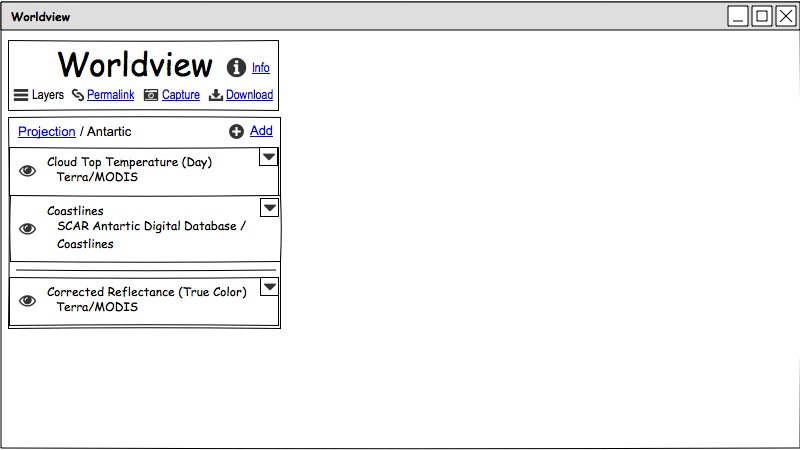 Worldview
Worldview Info
Layers Permalink Capture Download
Projection / Antartic Add
Cloud Top Temperature (Day)
Terra/MODIS
Coastlines
SCAR Antartic Digital Database /
Coastlines
Corrected Reflectance (True Color)
Terra/MODIS